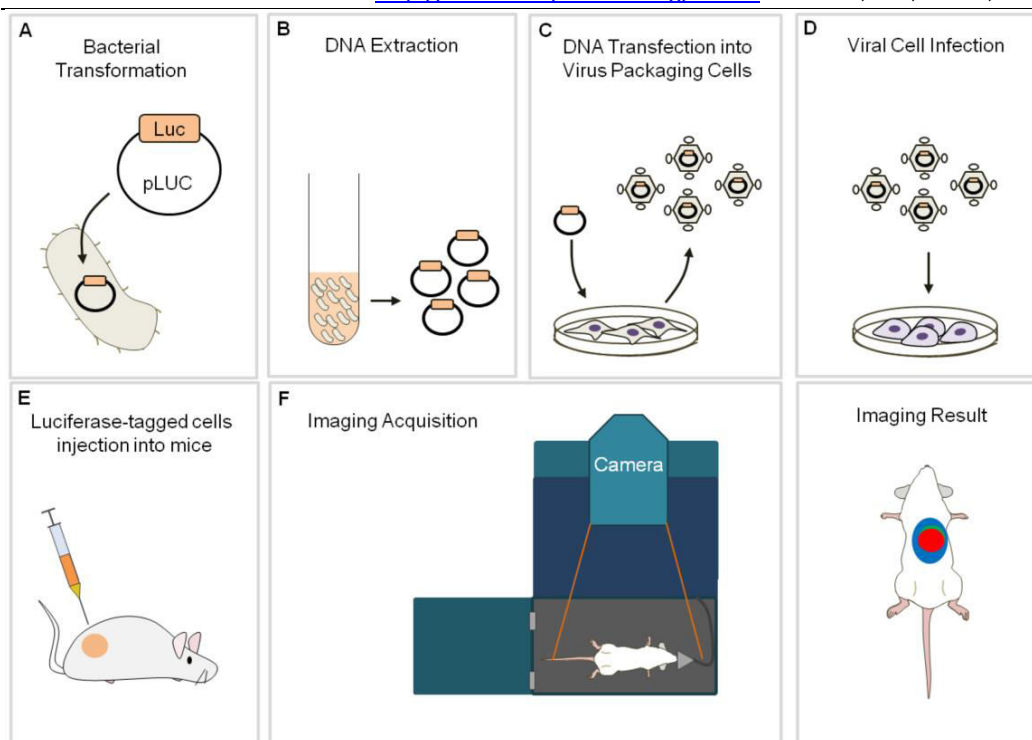 A
Bacterial
Transformation
Luc
pLUC
B
DNA Extraction
C
DNA Transfection into
Virus Packaging Cells
D
Viral Cell Infection
E
Luciferase-tagged cells
injection into mice
F
Imaging Acquisition
Camera
Imaging Result